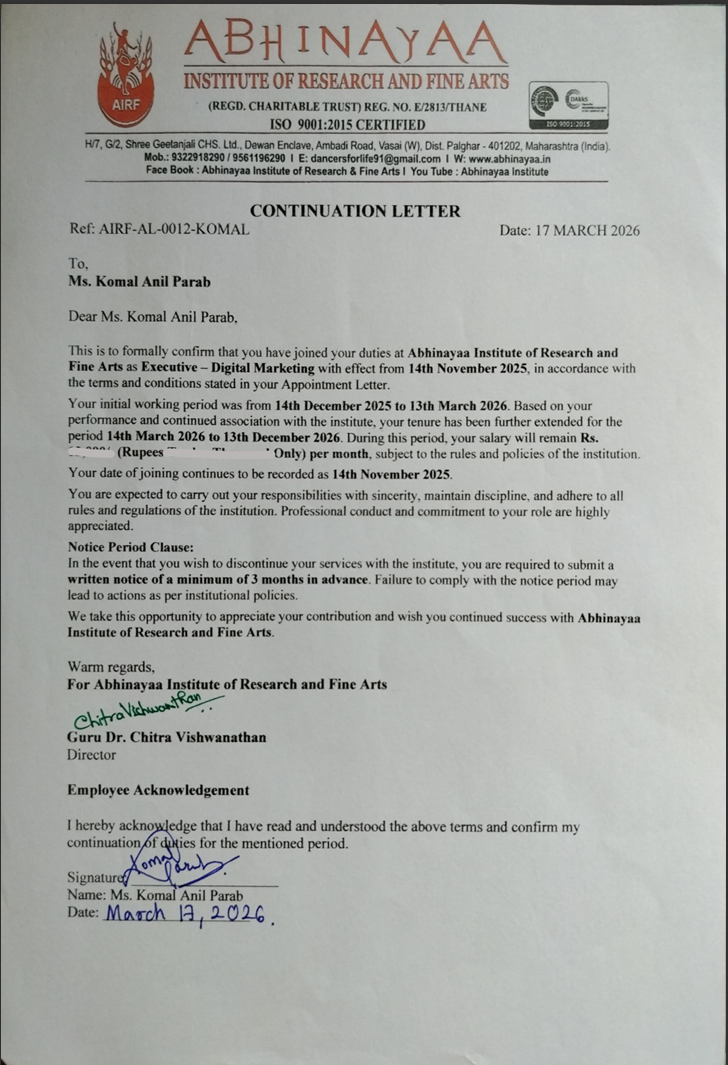 ABHINAYAA
INSTITUTE OF RESEARCH AND FINE ARTS
AIRF
(REGD. CHARITABLE TRUST) REG. NO. E/2813/THANE
ISO 9001:2015 CERTIFIED
ISO 9001:2015
H/7, G/2, Shree Geetanjali CHS. Ltd., Dewan Enclave, Ambadi Road, Vasai (W), Dist. Palghar - 401202, Maharashtra (India).
Mob.: 9322918290 / 9561196290 I E: dancersforlife91@gmail.com I W: www.abhinayaa.in
Face Book : Abhinayaa Institute of Research & Fine Arts I You Tube : Abhinayaa Institute
CONTINUATION LETTER
Ref: AIRF-AL-0012-KOMAL Date: 17 MARCH 2026
To,
Ms. Komal Anil Parab
Dear Ms. Komal Anil Parab,
This is to formally confirm that you have joined your duties at Abhinayaa Institute of Research and
Fine Arts as Executive – Digital Marketing with effect from 14th November 2025, in accordance with
the terms and conditions stated in your Appointment Letter.
Your initial working period was from 14th December 2025 to 13th March 2026. Based on your
performance and continued association with the institute, your tenure has been further extended for the
period 14th March 2026 to 13th December 2026. During this period, your salary will remain Rs.
(Rupees Only) per month, subject to the rules and policies of the institution.
Your date of joining continues to be recorded as 14th November 2025.
You are expected to carry out your responsibilities with sincerity, maintain discipline, and adhere to all
rules and regulations of the institution. Professional conduct and commitment to your role are highly
appreciated.
Notice Period Clause:
In the event that you wish to discontinue your services with the institute, you are required to submit a
written notice of a minimum of 3 months in advance. Failure to comply with the notice period may
lead to actions as per institutional policies.
We take this opportunity to appreciate your contribution and wish you continued success with Abhinayaa
Institute of Research and Fine Arts.
Warm regards,
For Abhinayaa Institute of Research and Fine Arts
Chitra Vishwanthan
Guru Dr. Chitra Vishwanathan
Director
Employee Acknowledgement
I hereby acknowledge that I have read and understood the above terms and confirm my
continuation of duties for the mentioned period.
Signature Komal Parab
Name: Ms. Komal Anil Parab
Date: March 17, 2026.